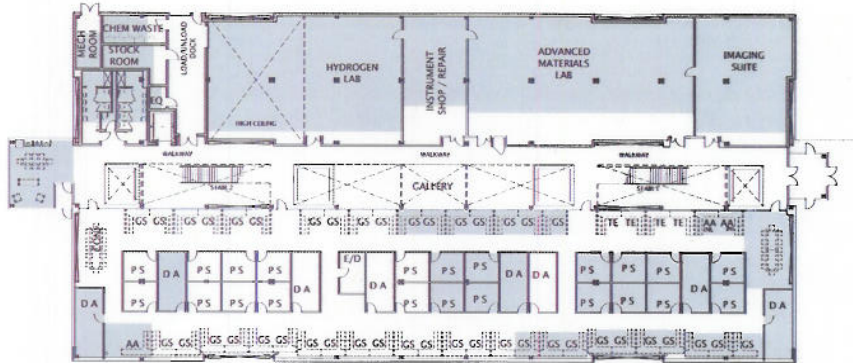 MECH ROOM
CHEM WASTE
STOCK ROOM
LOAD/UNLOAD DOCK
EQ
HYDROGEN LAB
HIGH CEILING
INSTRUMENT SHOP / REPAIR
ADVANCED MATERIALS LAB
IMAGING SUITE
WALKWAY WALKWAY WALKWAY
GALLERY
GS GS GS GS GS GS GS GS GS GS GS GS TE TE TE TE AA AA
CONF
E/D
PS PS PS PS PS PS PS PS PS PS
DA DA DA DA DA
PS PS PS PS PS PS PS PS PS PS
DA DA
AA GS GS GS GS GS GS GS GS GS GS GS GS GS GS GS GS GS GS